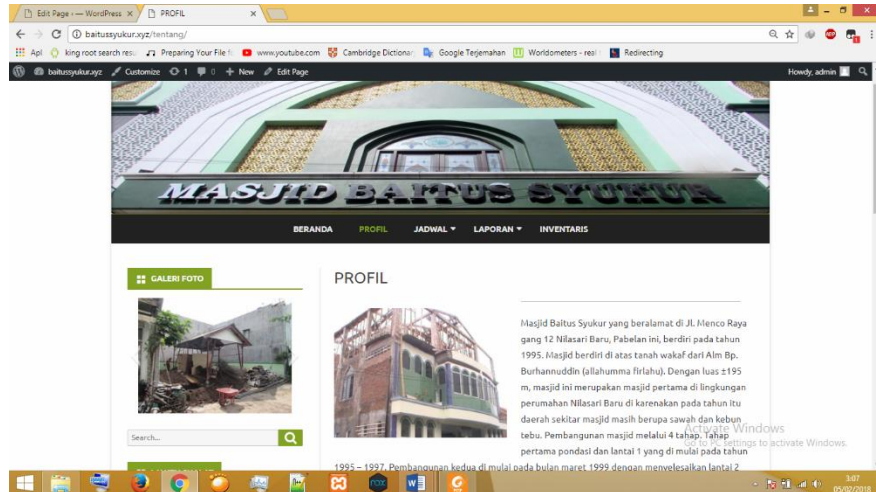 Edit Page ‹ — WordPress
PROFIL
baitussyukur.xyz/tentang/
Apl
king root search resu
Preparing Your File f
www.youtube.com
Cambridge Dictionar
Google Terjemahan
Worldometers - real t
Redirecting
baitussyukur.xyz
Customize
1
0
+ New
Edit Page
Howdy, admin
MASJID BAITUS SYUKUR
BERANDA
PROFIL
JADWAL
LAPORAN
INVENTARIS
GALERI FOTO
Search...
PROFIL
Masjid Baitus Syukur yang beralamat di Jl. Menco Raya
gang 12 Nilasari Baru, Pabelan ini, berdiri pada tahun
1995. Masjid berdiri di atas tanah wakaf dari Alm Bp.
Burhannuddin (allahumma firlahu). Dengan luas ±195
m, masjid ini merupakan masjid pertama di lingkungan
perumahan Nilasari Baru di karenakan pada tahun itu
daerah sekitar masjid masih berupa sawah dan kebun
tebu. Pembangunan masjid melalui 4 tahap. Tahap
pertama pondasi dan lantai 1 yang di mulai pada tahun
1995 – 1997. Pembangunan kedua di mulai pada bulan maret 1999 dengan menyelesaikan lantai 2
Activate Windows
Go to PC settings to activate Windows.
3:07
05/02/2018